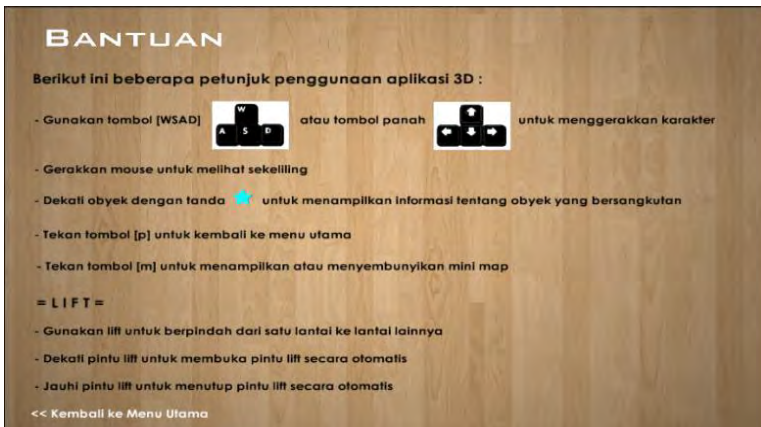 BANTUAN
Berikut ini beberapa petunjuk penggunaan aplikasi 3D :
- Gunakan tombol [WSAD] W A S D atau tombol panah untuk menggerakkan karakter
- Gerakkan mouse untuk melihat sekeliling
- Dekati obyek dengan tanda untuk menampilkan informasi tentang obyek yang bersangkutan
- Tekan tombol [p] untuk kembali ke menu utama
- Tekan tombol [m] untuk menampilkan atau menyembunyikan mini map
= L I F T =
- Gunakan lift untuk berpindah dari satu lantai ke lantai lainnya
- Dekati pintu lift untuk membuka pintu lift secara otomatis
- Jauhi pintu lift untuk menutup pintu lift secara otomatis
<< Kembali ke Menu Utama